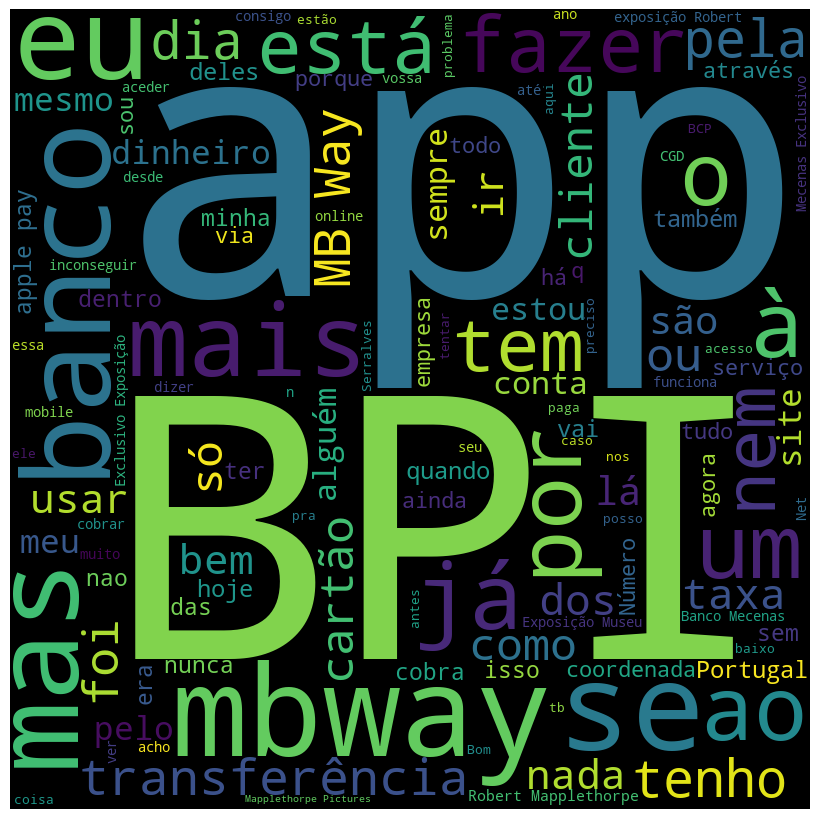 eu
dia
consigo
estão
está
problema
fazer
ano
exposição Robert
pela
mesmo
aceder
deles
porque
vossa
até
aqui
através
sou
app
dinheiro
desde
MB Way
sempre
todo
ir
cliente
BCP
CGD
o
também
Mecenas Exclusivo
banco
minha
via
online
apple pay
inconseguir
dentro
há
q
estou
são
à
essa
mais
Serralves
empresa
tentar
tem
conta
preciso
ou
acesso
serviço
dizer
funciona
mobile
Exclusivo Exposição
n
BPI
paga
nem
site
ele
só
ter
alguém
quando
seu
ainda
por
vai
caso
nos
lá
tudo
agora
usar
cobrar
pra
cartão
posso
Net
meu
muito
bem
hoje
já
Número
um
mas
nao
das
antes
dos
taxa
Exposição Museu
Banco Mecenas
foi
nunca
era
cobra
como
isso
coordenada
sem
baixo
Portugal
pelo
mbway
tb
se
ao
ver
acho
Bom
transferência
nada
tenho
coisa
Mapplethorpe Pictures
Robert Mapplethorpe